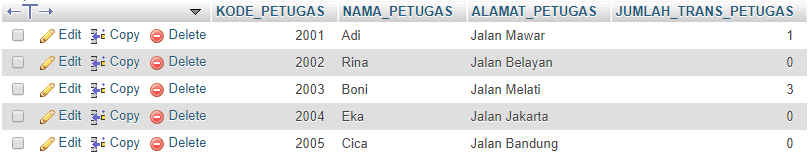 ←T→ KODE_PETUGAS NAMA_PETUGAS ALAMAT_PETUGAS JUMLAH_TRANS_PETUGAS
Edit Copy Delete 2001 Adi Jalan Mawar 1
Edit Copy Delete 2002 Rina Jalan Belayan 0
Edit Copy Delete 2003 Boni Jalan Melati 3
Edit Copy Delete 2004 Eka Jalan Jakarta 0
Edit Copy Delete 2005 Cica Jalan Bandung 0